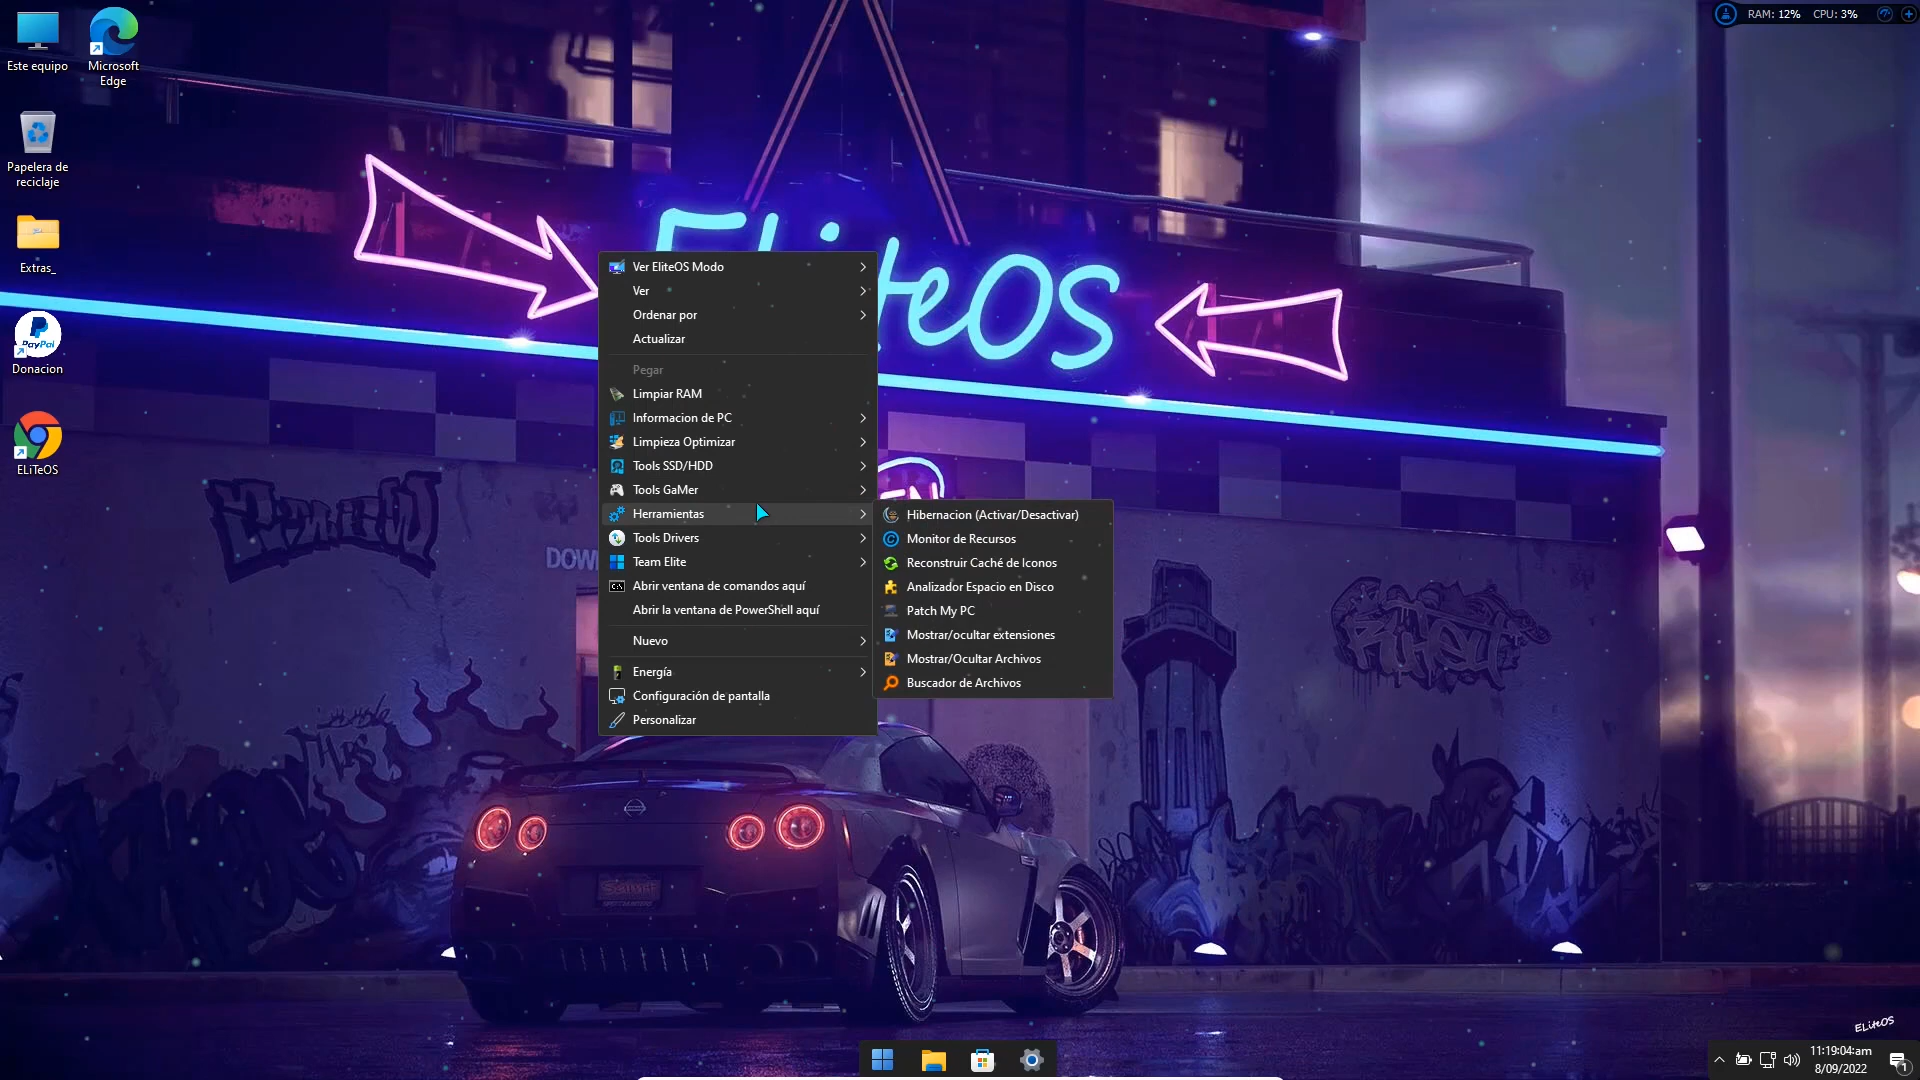 Este equipo
Microsoft
Edge
Papelera de
reciclaje
Extras_
PayPal
Donacion
ELiTeOS
RAM: 12%
CPU: 3%
Ver EliteOS Modo
Ver
Ordenar por
Actualizar
Pegar
Limpiar RAM
Informacion de PC
Limpieza Optimizar
Tools SSD/HDD
Tools GaMer
Herramientas
Tools Drivers
Team Elite
Abrir ventana de comandos aquí
Abrir la ventana de PowerShell aquí
Nuevo
Energía
Configuración de pantalla
Personalizar
Hibernacion (Activar/Desactivar)
Monitor de Recursos
Reconstruir Caché de Iconos
Analizador Espacio en Disco
Patch My PC
Mostrar/ocultar extensiones
Mostrar/Ocultar Archivos
Buscador de Archivos
EliteOS
DOW
ELiteOS
11:19:04:am
8/09/2022
1